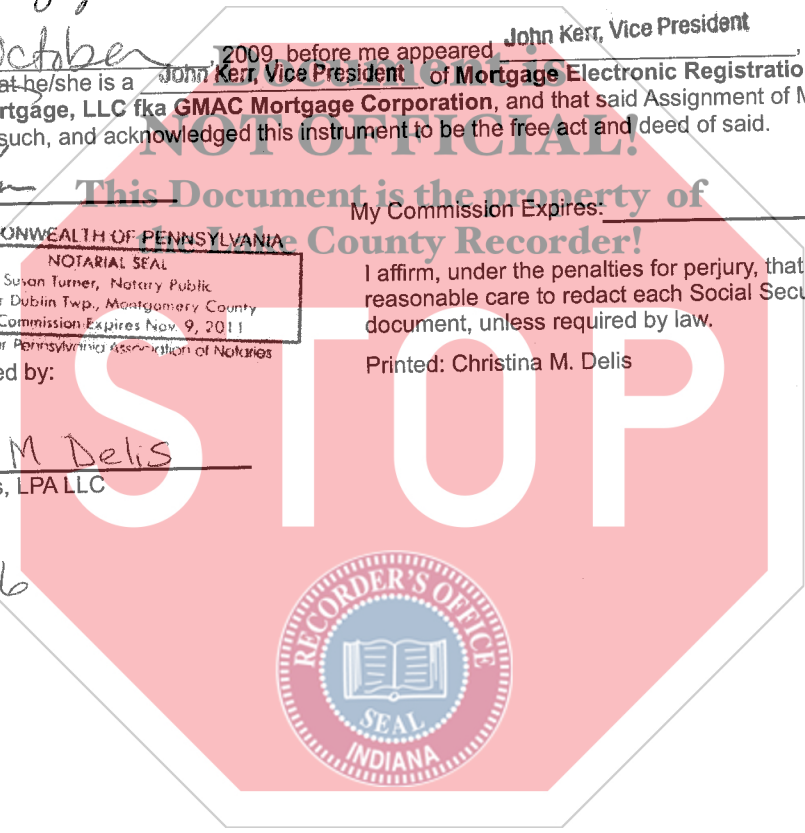 October, 2009, before me appeared John Kerr, Vice President,
at he/she is a John Kerr, Vice President of Mortgage Electronic Registratio
rtgage, LLC fka GMAC Mortgage Corporation, and that said Assignment of M
such, and acknowledged this instrument to be the free act and deed of said.
Document is
NOT OFFICIAL!
This Document is the property of
the Lake County Recorder!
My Commission Expires:
ONWEALTH OF PENNSYLVANIA
NOTARIAL SEAL
Susan Turner, Notary Public
r Dublin Twp., Montgomery County
Commission Expires Nov. 9, 2011
r Pennsylvania Association of Notaries
I affirm, under the penalties for perjury, that
reasonable care to redact each Social Secu
document, unless required by law.
Printed: Christina M. Delis
ed by:
M Delis
s, LPA LLC
STOP
RECORDER'S OFFICE
SEAL
INDIANA